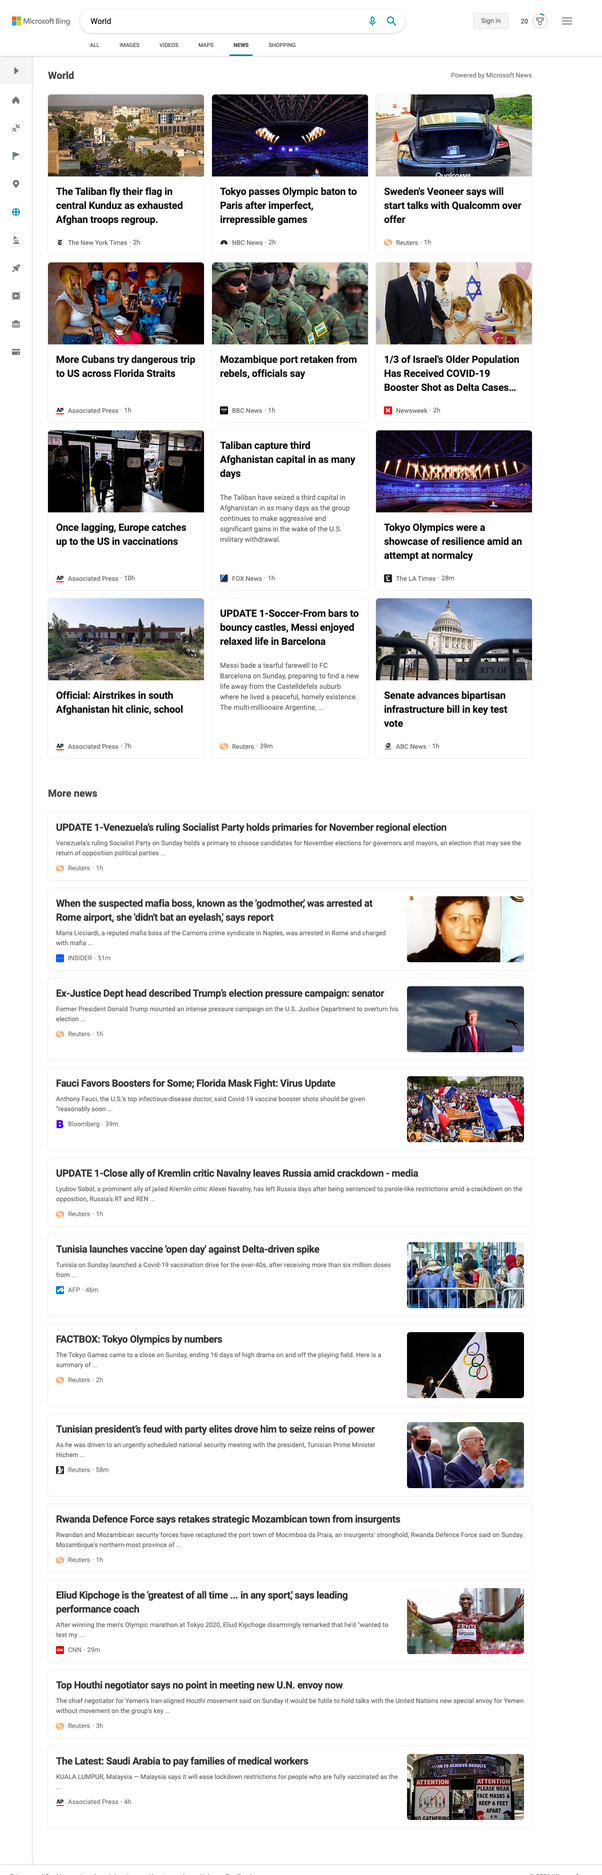 Microsoft Bing
World
Sign in
20
ALL
IMAGES
VIDEOS
MAPS
NEWS
SHOPPING
World
Powered by Microsoft News
Qualcomm
The Taliban fly their flag in
central Kunduz as exhausted
Afghan troops regroup.
The New York Times · 2h
Tokyo passes Olympic baton to
Paris after imperfect,
irrepressible games
NBC News · 2h
Sweden's Veoneer says will
start talks with Qualcomm over
offer
Reuters · 1h
More Cubans try dangerous trip
to US across Florida Straits
AP Associated Press · 1h
Mozambique port retaken from
rebels, officials say
BBC News · 1h
1/3 of Israel's Older Population
Has Received COVID-19
Booster Shot as Delta Cases...
N Newsweek · 2h
Once lagging, Europe catches
up to the US in vaccinations
AP Associated Press · 10h
Taliban capture third
Afghanistan capital in as many
days
The Taliban have seized a third capital in
Afghanistan in as many days as the group
continues to make aggressive and
significant gains in the wake of the U.S.
military withdrawal.
FOX News · 1h
Tokyo Olympics were a
showcase of resilience amid an
attempt at normalcy
The LA Times · 28m
Official: Airstrikes in south
Afghanistan hit clinic, school
AP Associated Press · 7h
UPDATE 1-Soccer-From bars to
bouncy castles, Messi enjoyed
relaxed life in Barcelona
Messi bade a tearful farewell to FC
Barcelona on Sunday, preparing to find a new
life away from the Castelldefels suburb
where he lived a peaceful, homely existence.
The multi-millionaire Argentine, ...
Reuters · 39m
PROPERTY OF U.S.
Senate advances bipartisan
infrastructure bill in key test
vote
ABC News · 1h
More news
UPDATE 1-Venezuela's ruling Socialist Party holds primaries for November regional election
Venezuela's ruling Socialist Party on Sunday holds a primary to choose candidates for November elections for governors and mayors, an election that may see the
return of opposition political parties ...
Reuters · 1h
When the suspected mafia boss, known as the 'godmother,' was arrested at
Rome airport, she 'didn't bat an eyelash,' says report
Maria Licciardi, a reputed mafia boss of the Camorra crime syndicate in Naples, was arrested in Rome and charged
with mafia ...
INSIDER · 51m
Ex-Justice Dept head described Trump's election pressure campaign: senator
Former President Donald Trump mounted an intense pressure campaign on the U.S. Justice Department to overturn his
election ...
Reuters · 1h
Fauci Favors Boosters for Some; Florida Mask Fight: Virus Update
Anthony Fauci, the U.S.'s top infectious-disease doctor, said Covid-19 vaccine booster shots should be given
"reasonably soon ...
B Bloomberg · 39m
UPDATE 1-Close ally of Kremlin critic Navalny leaves Russia amid crackdown - media
Lyubov Sobol, a prominent ally of jailed Kremlin critic Alexei Navalny, has left Russia days after being sentenced to parole-like restrictions amid a crackdown on the
opposition, Russia's RT and REN ...
Reuters · 1h
Tunisia launches vaccine 'open day' against Delta-driven spike
Tunisia on Sunday launched a Covid-19 vaccination drive for the over-40s, after receiving more than six million doses
from ...
AFP · 46m
FACTBOX: Tokyo Olympics by numbers
The Tokyo Games came to a close on Sunday, ending 16 days of high drama on and off the playing field. Here is a
summary of ...
Reuters · 2h
Tunisian president's feud with party elites drove him to seize reins of power
As he was driven to an urgently scheduled national security meeting with the president, Tunisian Prime Minister
Hichem ...
Reuters · 58m
Rwanda Defence Force says retakes strategic Mozambican town from insurgents
Rwandan and Mozambican security forces have recaptured the port town of Mocimboa da Praia, an insurgents' stronghold, Rwanda Defence Force said on Sunday.
Mozambique's northern-most province of ...
Reuters · 1h
Eliud Kipchoge is the 'greatest of all time ... in any sport,' says leading
performance coach
After winning the men's Olympic marathon at Tokyo 2020, Eliud Kipchoge disarmingly remarked that he'd "wanted to
test my ...
CNN · 29m
KIPCHOGE
Top Houthi negotiator says no point in meeting new U.N. envoy now
The chief negotiator for Yemen's Iran-aligned Houthi movement said on Sunday it would be futile to hold talks with the United Nations new special envoy for Yemen
without movement on the group's key ...
Reuters · 3h
The Latest: Saudi Arabia to pay families of medical workers
KUALA LUMPUR, Malaysia — Malaysia says it will ease lockdown restrictions for people who are fully vaccinated as the
...
AP Associated Press · 4h
TO ACHIEVE RESULTS
ATTENTION
NO GATHERING
ATTENTION
PLEASE WEAR
FACE MASKS &
KEEP 6 FEET
APART